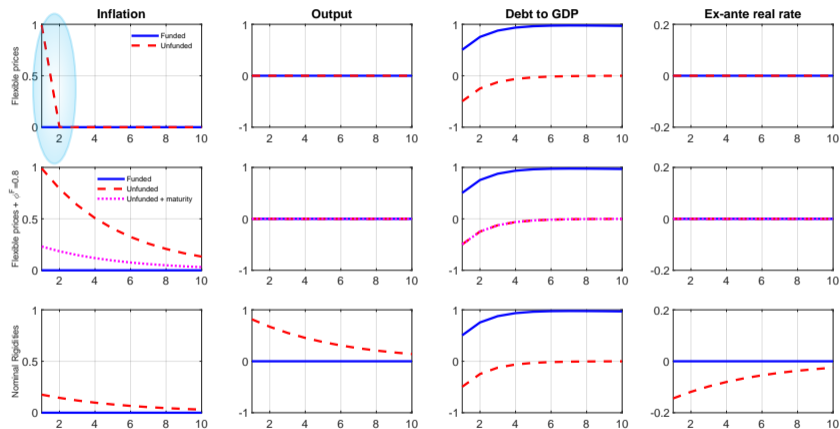 Inflation
Output
Debt to GDP
Ex-ante real rate
Flexible prices
1
0.5
0
2 4 6 8 10
Funded
Unfunded
1
0
-1
2 4 6 8 10
1
0
-1
2 4 6 8 10
0.2
0
-0.2
2 4 6 8 10
Flexible prices +
=0.8
1
0.5
0
2 4 6 8 10
Funded
Unfunded
Unfunded + maturity
1
0
-1
2 4 6 8 10
1
0
-1
2 4 6 8 10
0.2
0
-0.2
2 4 6 8 10
Nominal Rigidities
1
0.5
0
2 4 6 8 10
1
0
-1
2 4 6 8 10
1
0
-1
2 4 6 8 10
0.2
0
-0.2
2 4 6 8 10